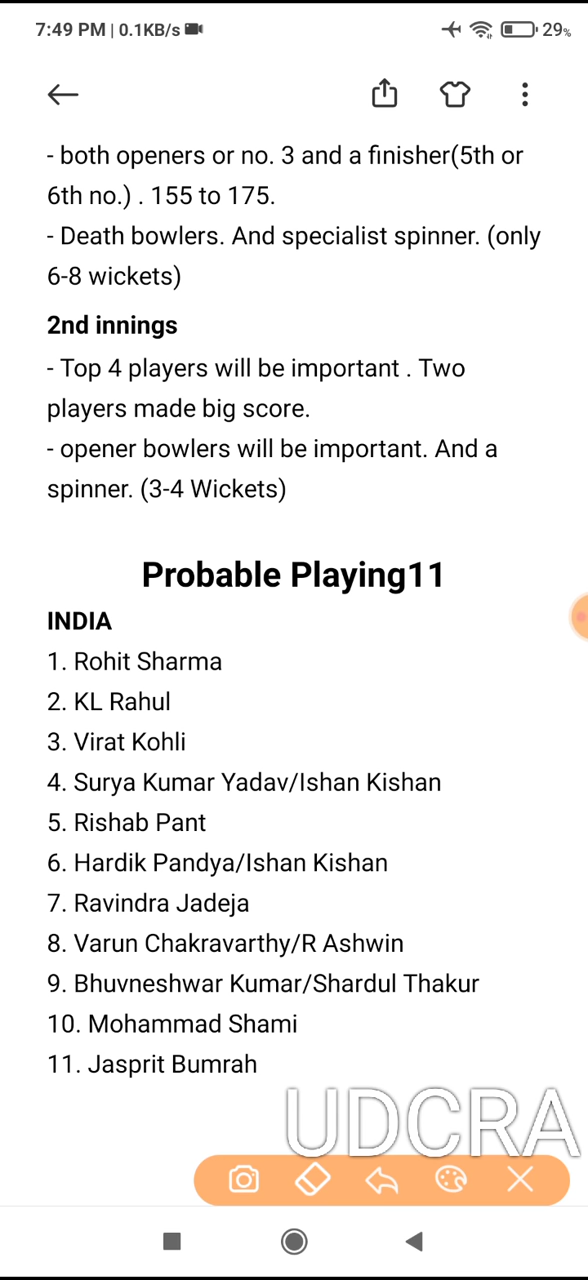 7:49 PM | 0.1KB/s
29%
- both openers or no. 3 and a finisher(5th or
6th no.) . 155 to 175.
- Death bowlers. And specialist spinner. (only
6-8 wickets)
2nd innings
- Top 4 players will be important . Two
players made big score.
- opener bowlers will be important. And a
spinner. (3-4 Wickets)
Probable Playing11
INDIA
1. Rohit Sharma
2. KL Rahul
3. Virat Kohli
4. Surya Kumar Yadav/Ishan Kishan
5. Rishab Pant
6. Hardik Pandya/Ishan Kishan
7. Ravindra Jadeja
8. Varun Chakravarthy/R Ashwin
9. Bhuvneshwar Kumar/Shardul Thakur
10. Mohammad Shami
11. Jasprit Bumrah
UDCRA